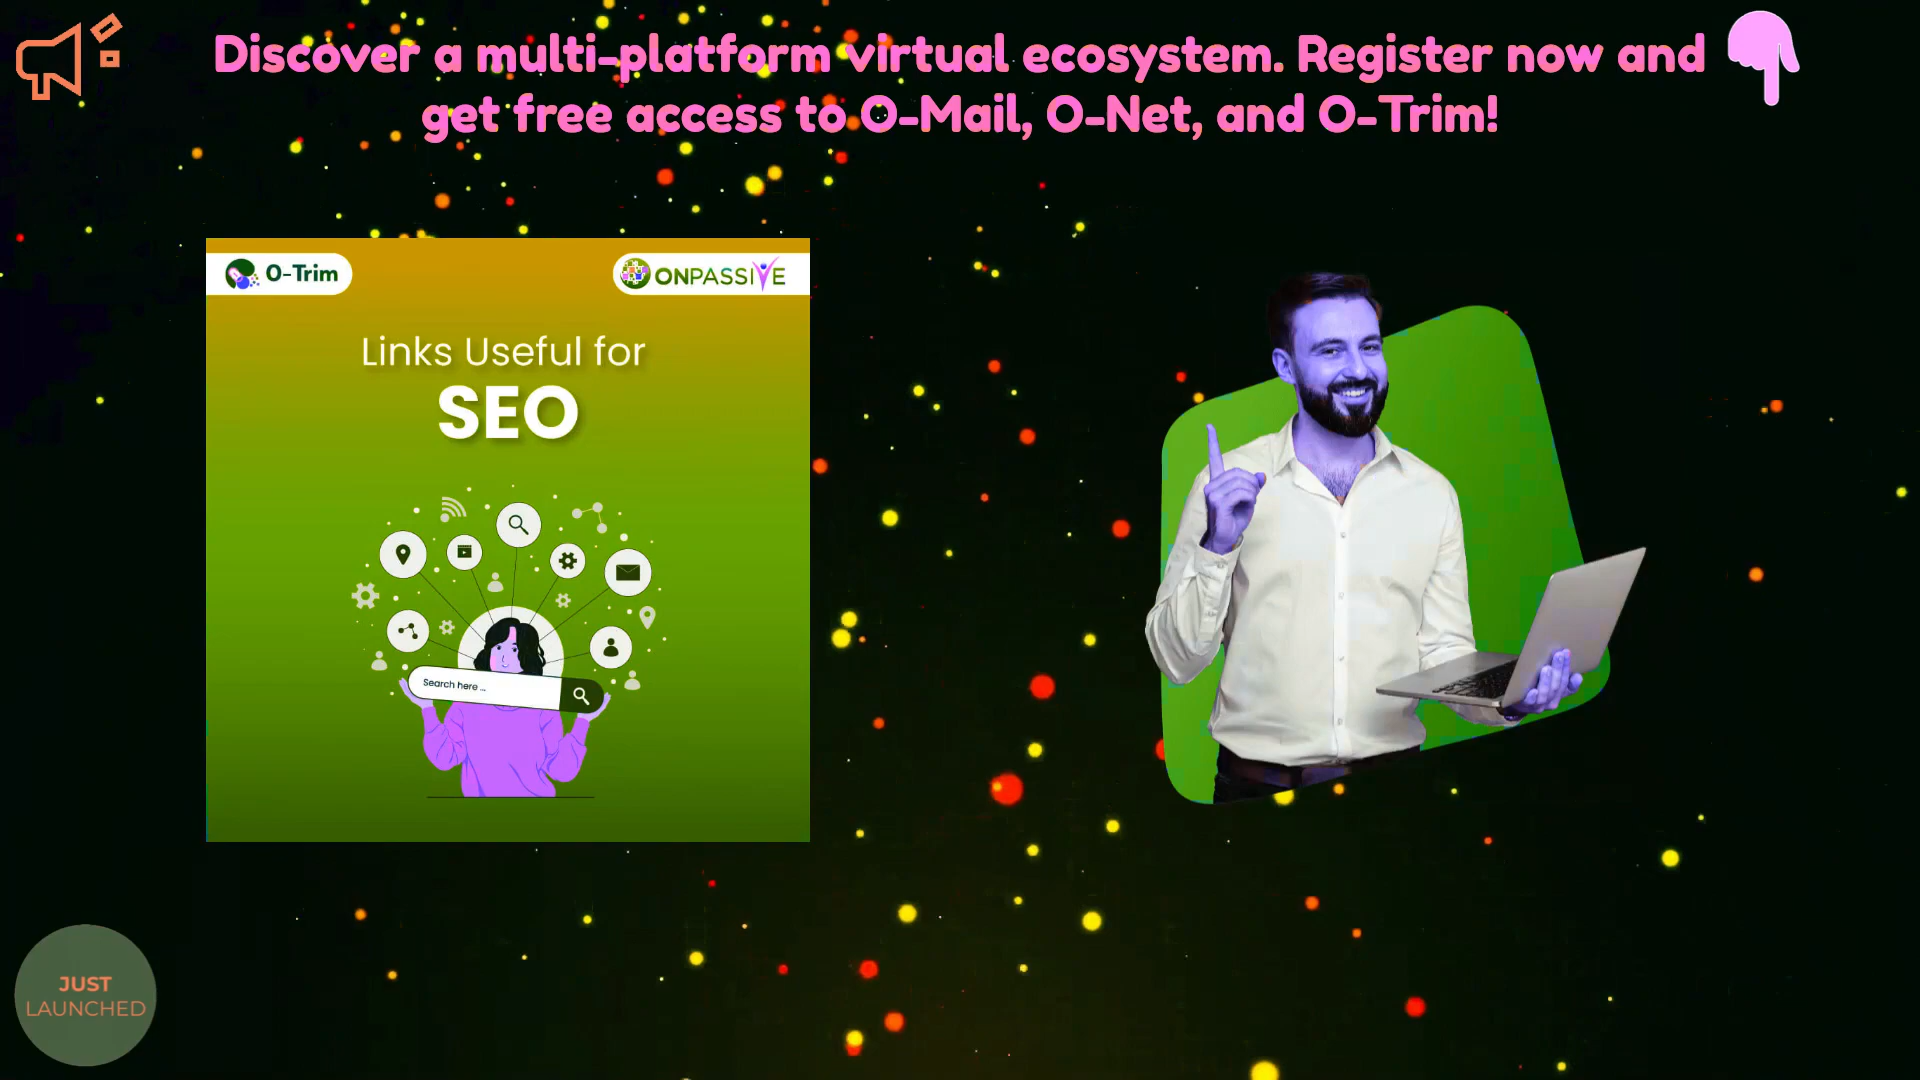 Discover a multi-platform virtual ecosystem. Register now and
get free access to O-Mail, O-Net, and O-Trim!
O-Trim
ONPASSIVE
Links Useful for
SEO
Search here ...
JUST
LAUNCHED